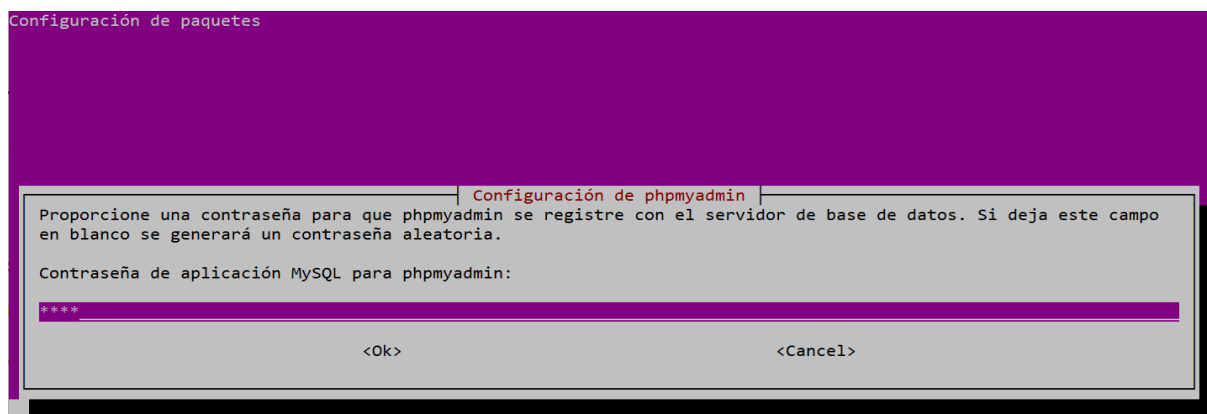 Configuración de paquetes
Configuración de phpmyadmin
Proporcione una contraseña para que phpmyadmin se registre con el servidor de base de datos. Si deja este campo
en blanco se generará un contraseña aleatoria.
Contraseña de aplicación MySQL para phpmyadmin:
****
<Ok> <Cancel>